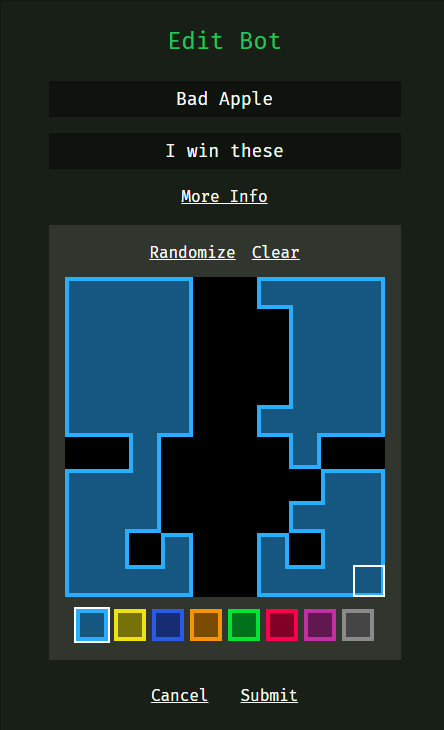 Edit Bot
Bad Apple
I win these
More Info
Randomize Clear
Cancel Submit